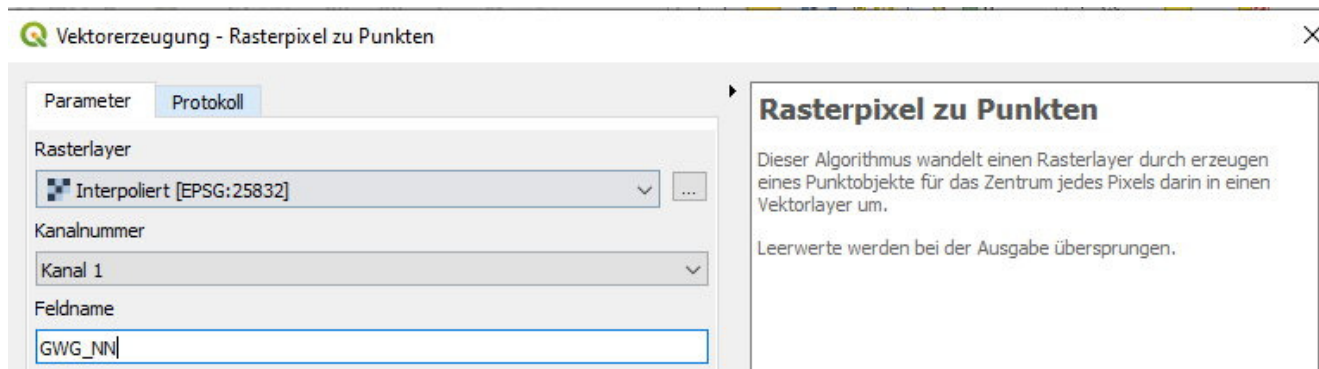 Vektorerzeugung - Rasterpixel zu Punkten
Parameter
Protokoll
Rasterlayer
Interpoliert [EPSG:25832]
...
Kanalnummer
Kanal 1
Feldname
GWG_NN
Rasterpixel zu Punkten
Dieser Algorithmus wandelt einen Rasterlayer durch erzeugen
eines Punktobjekte für das Zentrum jedes Pixels darin in einen
Vektorlayer um.
Leerwerte werden bei der Ausgabe übersprungen.